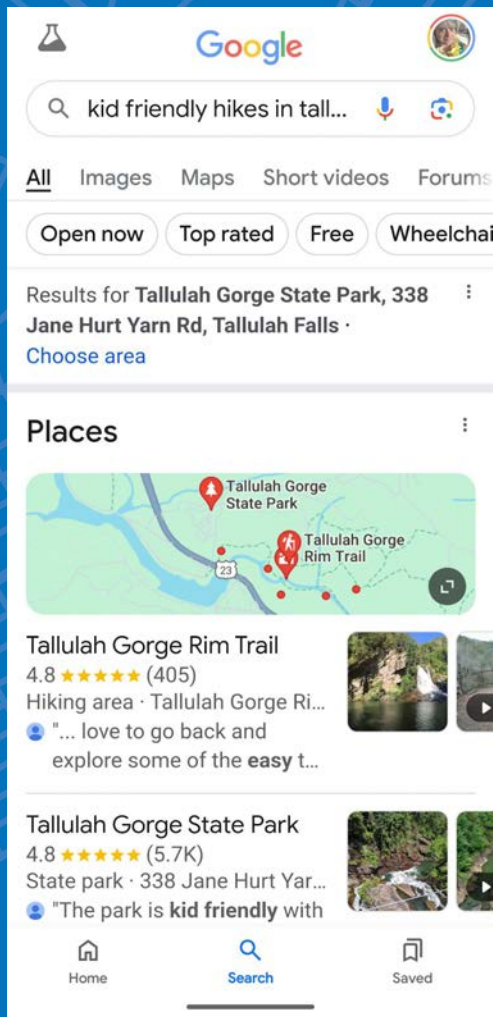 Google
kid friendly hikes in tall...
All Images Maps Short videos Forums
Open now Top rated Free Wheelchai
Results for Tallulah Gorge State Park, 338
Jane Hurt Yarn Rd, Tallulah Falls ·
Choose area
Places
Tallulah Gorge
State Park
Tallulah Gorge
Rim Trail
23
Tallulah Gorge Rim Trail
4.8 ★★★★★ (405)
Hiking area · Tallulah Gorge Ri...
"... love to go back and
explore some of the easy t...
Tallulah Gorge State Park
4.8 ★★★★★ (5.7K)
State park · 338 Jane Hurt Yar...
"The park is kid friendly with
Home Search Saved